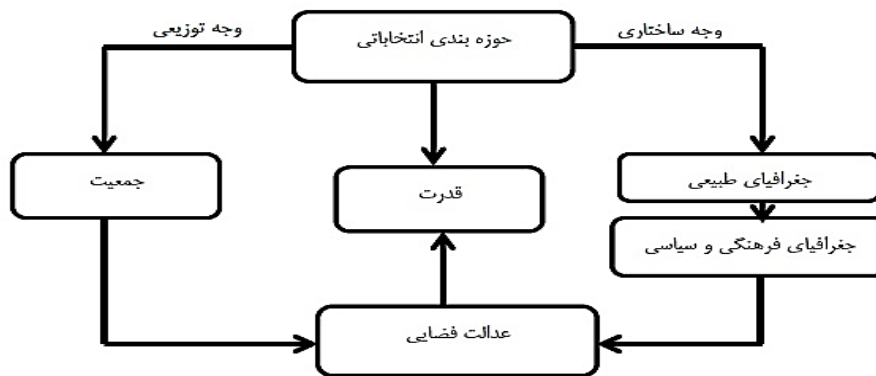 حوزه بندی انتخاباتی
وجه ساختاری
وجه توزیعی
جغرافیای طبیعی
قدرت
جمعیت
جغرافیای فرهنگی و سیاسی
عدالت فضایی